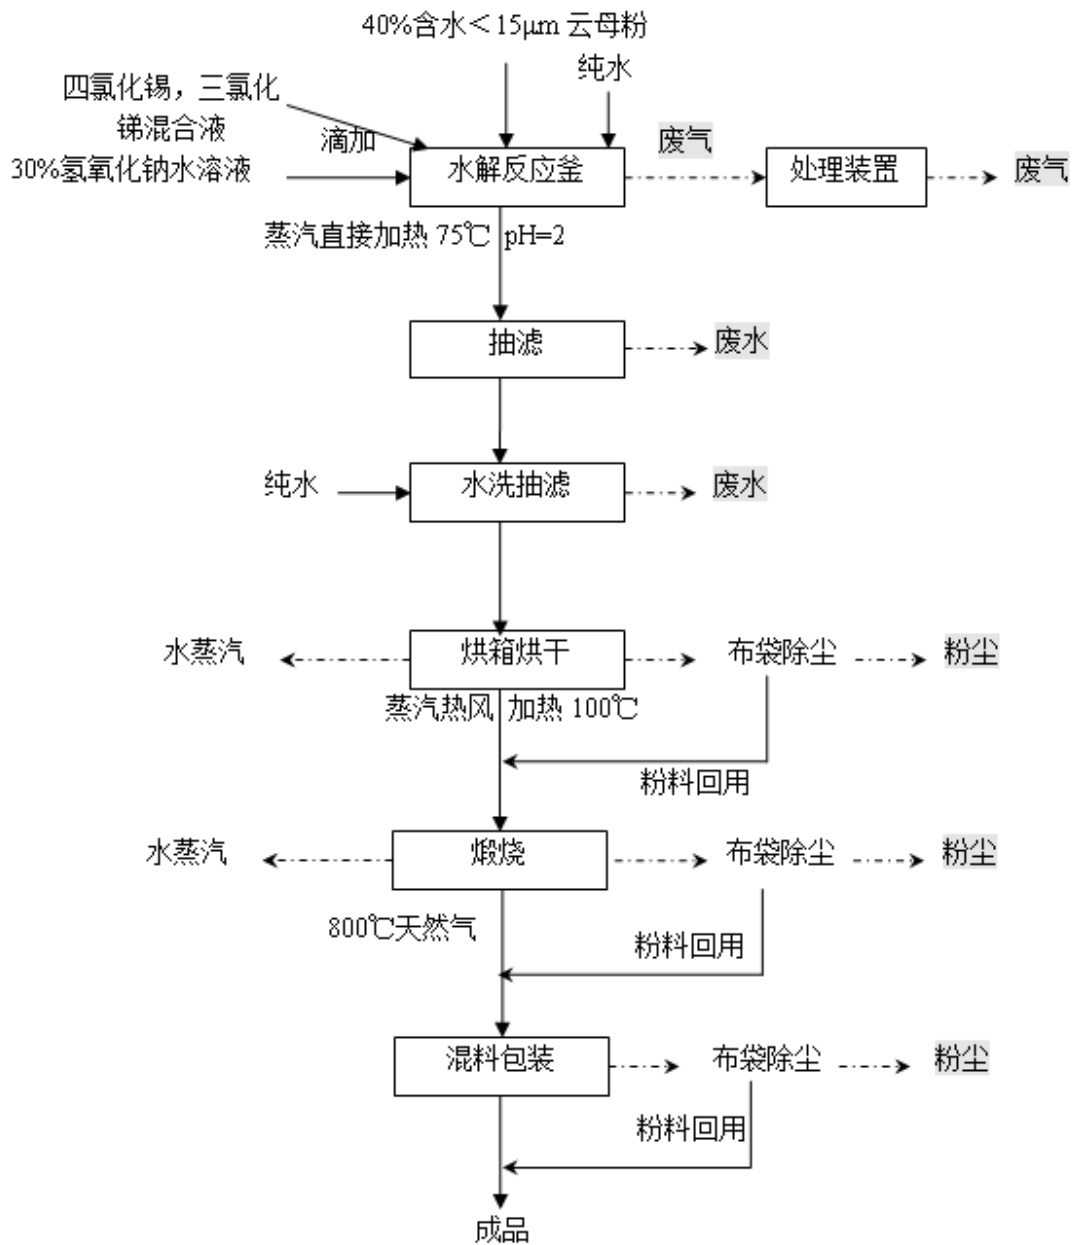 40%含水＜15μm 云母粉
纯水
四氯化锡，三氯化
锑混合液
滴加
30%氢氧化钠水溶液
水解反应釜
废气
处理装置
废气
蒸汽直接加热 75℃ pH=2
抽滤
废水
纯水
水洗抽滤
废水
水蒸汽
烘箱烘干
布袋除尘
粉尘
蒸汽热风 加热 100℃
粉料回用
水蒸汽
煅烧
布袋除尘
粉尘
800℃天然气
粉料回用
混料包装
布袋除尘
粉尘
粉料回用
成品